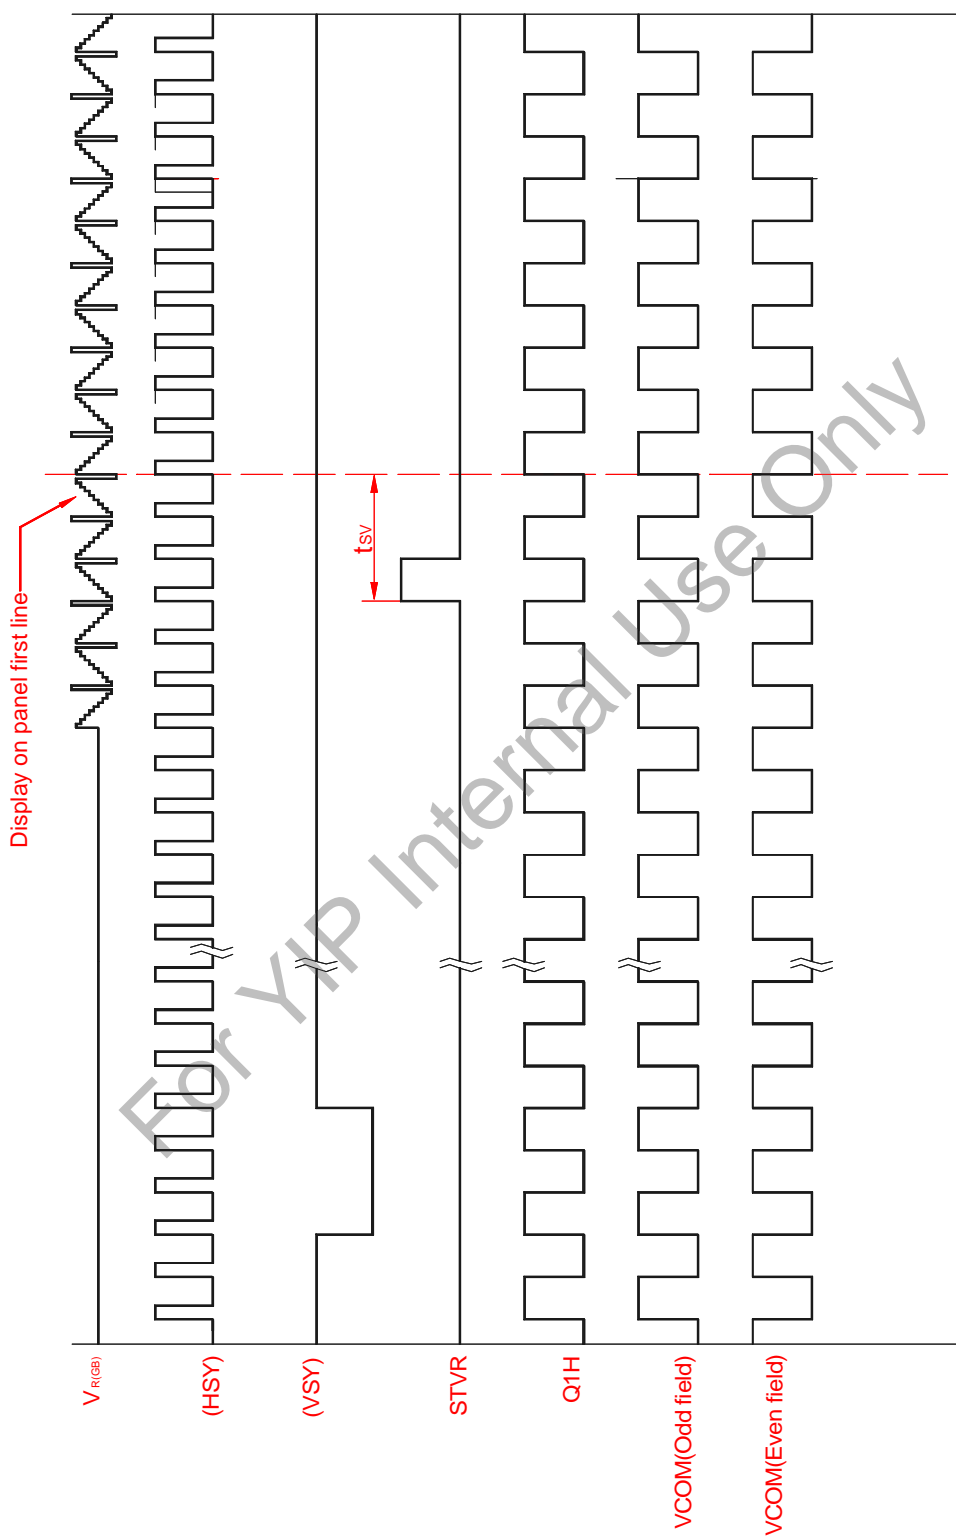 Display on panel first line
tSV
V R(GB)
(HSY)
(VSY)
STVR
Q1H
VCOM(Odd field)
VCOM(Even field)
For YIP Internal Use Only